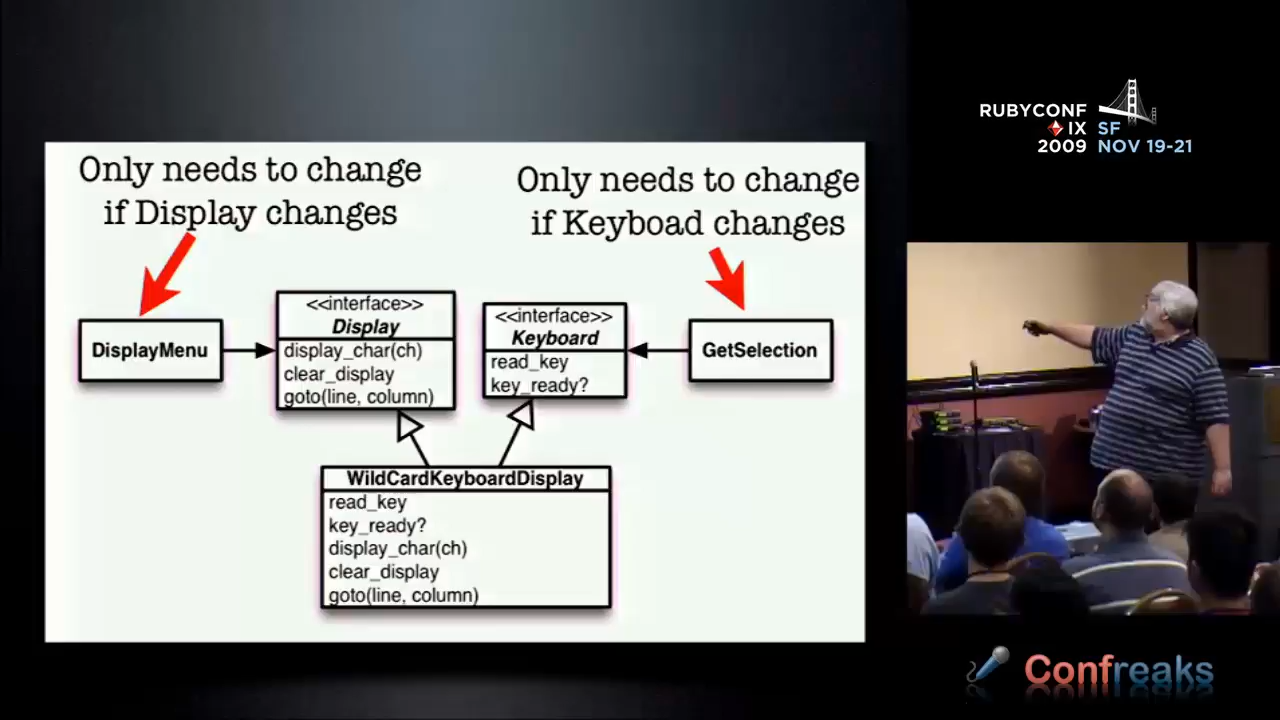 Only needs to change
if Display changes
Only needs to change
if Keyboad changes
DisplayMenu
<<interface>>
Display
display_char(ch)
clear_display
goto(line, column)
<<interface>>
Keyboard
read_key
key_ready?
GetSelection
WildCardKeyboardDisplay
read_key
key_ready?
display_char(ch)
clear_display
goto(line, column)
RUBYCONF
IX SF
2009 NOV 19-21
Confreaks